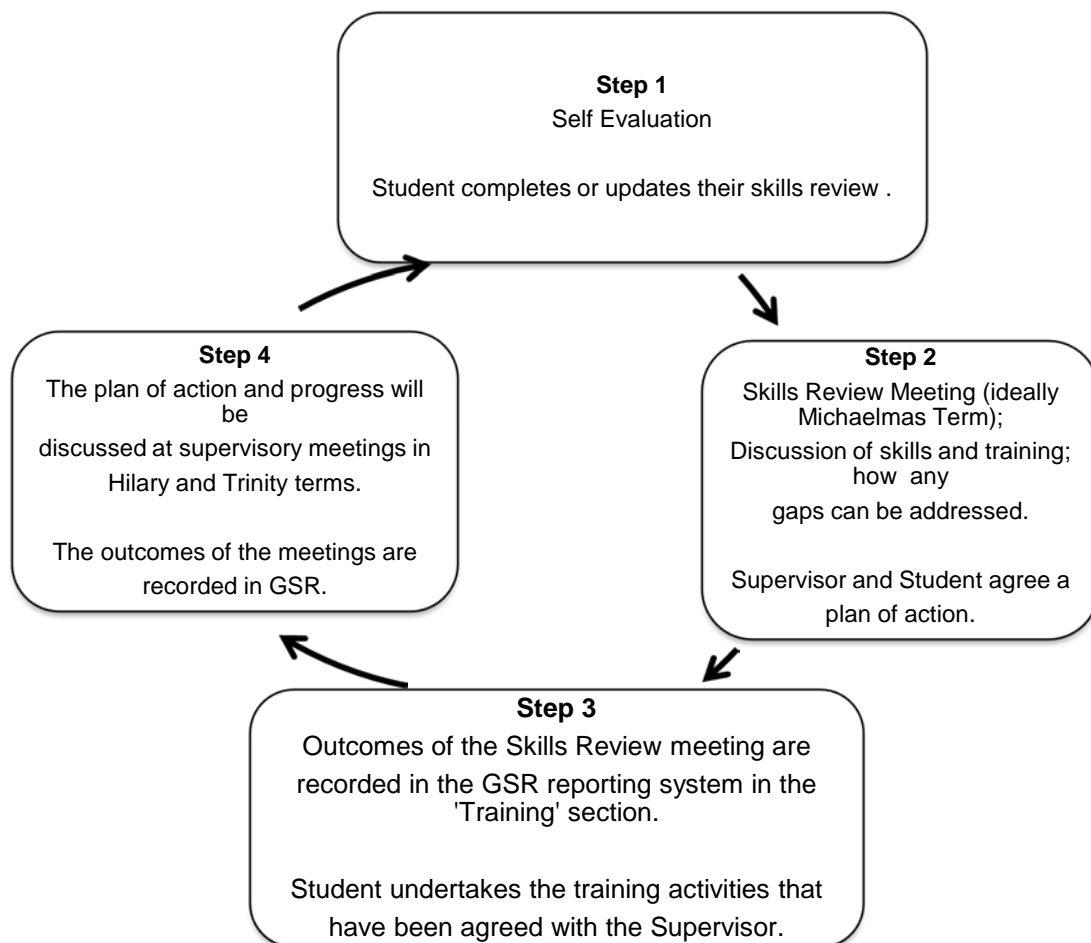 Step 1
Self Evaluation
Student completes or updates their skills review .
Step 2
Skills Review Meeting (ideally
Michaelmas Term);
Discussion of skills and training;
how any
gaps can be addressed.
Supervisor and Student agree a
plan of action.
Step 3
Outcomes of the Skills Review meeting are
recorded in the GSR reporting system in the
'Training' section.
Student undertakes the training activities that
have been agreed with the Supervisor.
Step 4
The plan of action and progress will
be
discussed at supervisory meetings in
Hilary and Trinity terms.
The outcomes of the meetings are
recorded in GSR.